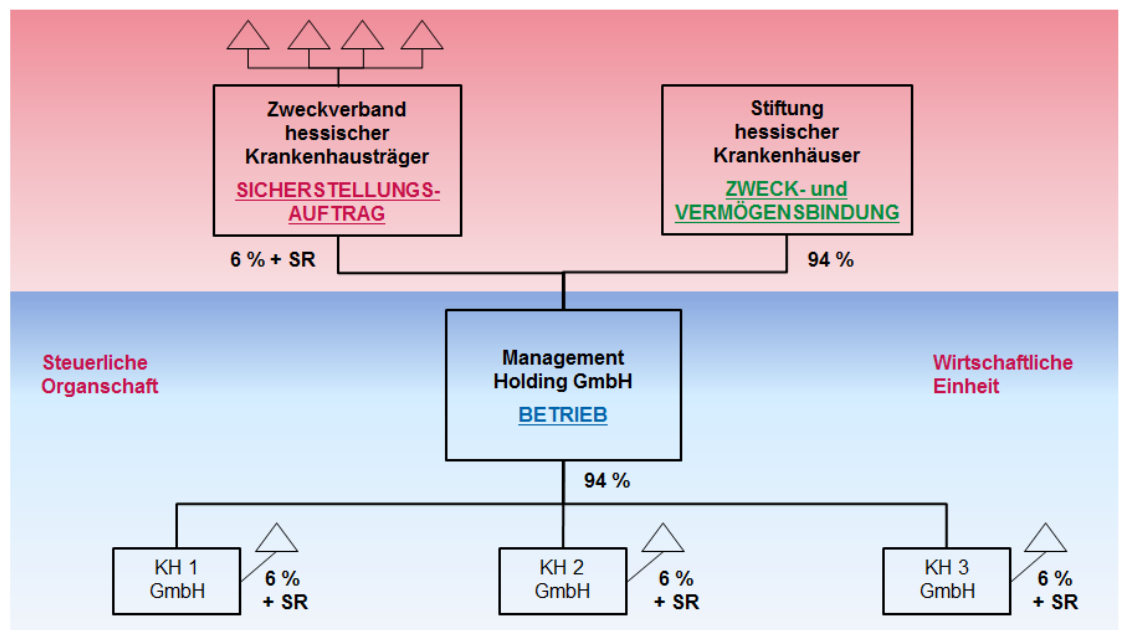 Zweckverband
hessischer
Krankenhausträger
SICHERSTELLUNGS-
AUFTRAG
Stiftung
hessischer
Krankenhäuser
ZWECK- und
VERMÖGENSBINDUNG
6 % + SR
94 %
Steuerliche
Organschaft
Management
Holding GmbH
BETRIEB
Wirtschaftliche
Einheit
94 %
KH 1
GmbH
6 %
+ SR
KH 2
GmbH
6 %
+ SR
KH 3
GmbH
6 %
+ SR